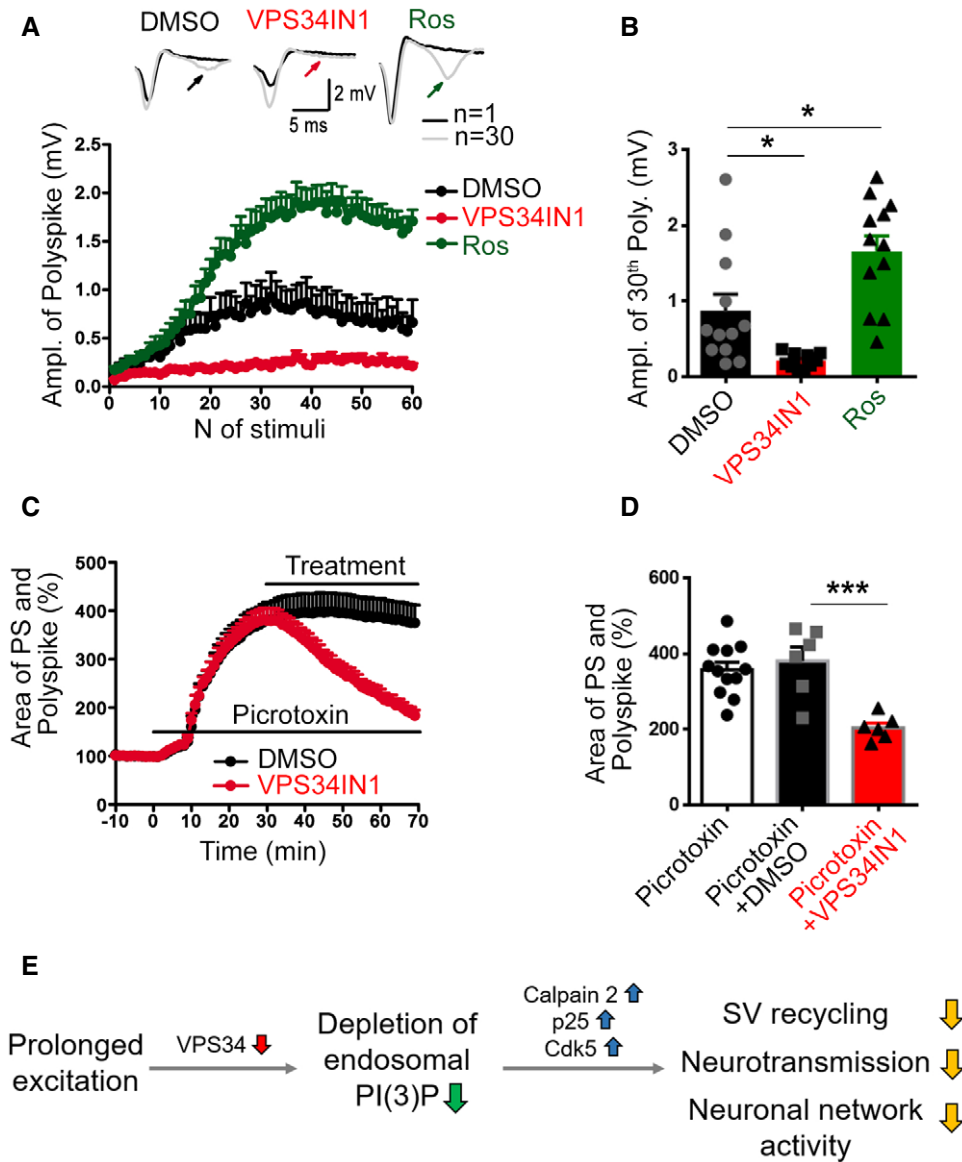 A
DMSO
VPS34IN1
Ros
2 mV
5 ms
n=1
n=30
Ampl. of Polyspike (mV)
2.5
2.0
1.5
1.0
0.5
0.0
0 10 20 30 40 50 60
N of stimuli
DMSO
VPS34IN1
Ros
B
*
*
Ampl. of 30th Poly. (mV)
3
2
1
0
DMSO
VPS34IN1
Ros
C
Area of PS and
Polyspike (%)
500
400
300
200
100
0
-10 0 10 20 30 40 50 60 70
Time (min)
Treatment
Picrotoxin
DMSO
VPS34IN1
D
***
Area of PS and
Polyspike (%)
600
400
200
0
Picrotoxin
Picrotoxin
+DMSO
Picrotoxin
+VPS34IN1
E
Prolonged
excitation
VPS34
Depletion of
endosomal
PI(3)P
Calpain 2
p25
Cdk5
SV recycling
Neurotransmission
Neuronal network
activity